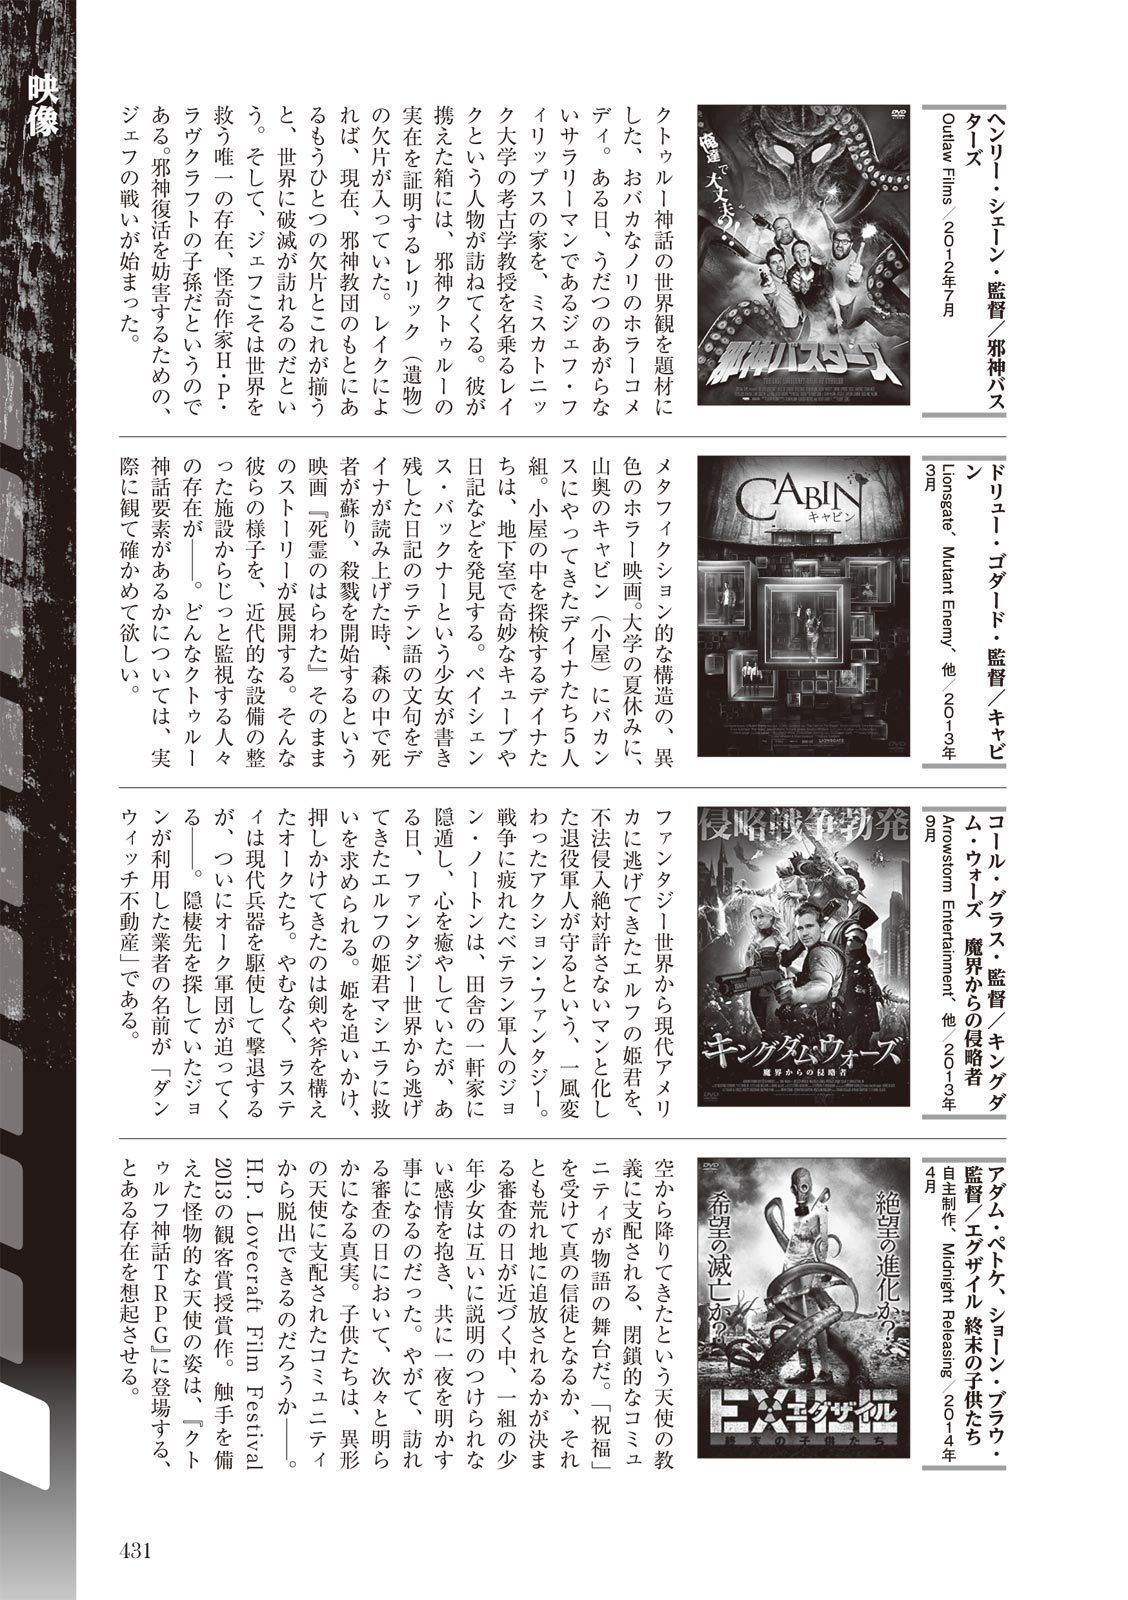 映像
ヘンリー・シェーン・監督／邪神バス
ターズ
Outlaw Films／2012年7月
俺達で大丈夫か!?
邪神バスターズ
クトゥルー神話の世界観を題材に
した、おバカなノリのホラーコメ
ディ。ある日、うだつのあがらな
いサラリーマンであるジェフ・フ
ィリップスの家を、ミスカトニッ
ク大学の考古学教授を名乗るレイ
クという人物が訪ねてくる。彼が
携えた箱には、邪神クトゥルーの
実在を証明するレリック（遺物）
の欠片が入っていた。レイクによ
れば、現在、邪神教団のもとにあ
るもうひとつの欠片とこれが揃う
と、世界に破滅が訪れるのだとい
う。そして、ジェフこそは世界を
救う唯一の存在、怪奇作家H・P・
ラヴクラフトの子孫だというので
ある。邪神復活を妨害するための、
ジェフの戦いが始まった。
ドリュー・ゴダード・監督／キャビ
ン
Lionsgate、Mutant Enemy、他／2013年
3月
CABIN
キャビン
メタフィクション的な構造の、異
色のホラー映画。大学の夏休みに、
山奥のキャビン（小屋）にバカン
スにやってきたデイナたち5人
組。小屋の中を探検するデイナた
ちは、地下室で奇妙なキューブや
日記などを発見する。ペイシェン
ス・バックナーという少女が書き
残した日記のラテン語の文句をデ
イナが読み上げた時、森の中で死
者が蘇り、殺戮を開始するという
映画『死霊のはらわた』そのまま
のストーリーが展開する。そんな
彼らの様子を、近代的な設備の整
った施設からじっと監視する人々
の存在が――。どんなクトゥルー
神話要素があるかについては、実
際に観て確かめて欲しい。
コール・グラス・監督／キングダ
ム・ウォーズ 魔界からの侵略者
Arrowstorm Entertainment、他／2013年
9月
侵略戦争勃発
キングダム・ウォーズ
魔界からの侵略者
ファンタジー世界から現代アメリ
カに逃げてきたエルフの姫君を、
不法侵入絶対許さないマンと化し
た退役軍人が守るという、一風変
わったアクション・ファンタジー。
戦争に疲れたベテラン軍人のジョ
ン・ノートンは、田舎の一軒家に
隠遁し、心を癒やしていたが、あ
る日、ファンタジー世界から逃げ
てきたエルフの姫君マシエラに救
いを求められる。姫を追いかけ、
押しかけてきたのは剣や斧を構え
たオークたち。やむなく、ラステ
ィは現代兵器を駆使して撃退する
が、ついにオーク軍団が迫ってく
る――。隠棲先を探していたジョ
ンが利用した業者の名前が「ダン
ウィッチ不動産」である。
アダム・ペトケ、ショーン・ブラウ・
監督／エグザイル 終末の子供たち
自主制作、Midnight Releasing／2014年
4月
絶望の進化か?
希望の滅亡か?
EXILE
エグザイル
終末の子供たち
空から降りてきたという天使の教
義に支配される、閉鎖的なコミュ
ニティが物語の舞台だ。「祝福」
を受けて真の信徒となるか、それ
とも荒れ地に追放されるかが決ま
る審査の日が近づく中、一組の少
年少女は互いに説明のつけられな
い感情を抱き、共に一夜を明かす
事になるのだった。やがて、訪れ
る審査の日において、次々と明ら
かになる真実。子供たちは、異形
の天使に支配されたコミュニティ
から脱出できるのだろうか――。
H.P. Lovecraft Film Festival
2013の観客賞授賞作。触手を備
えた怪物的な天使の姿は、『クト
ゥルフ神話TRPG』に登場する、
とある存在を想起させる。
431